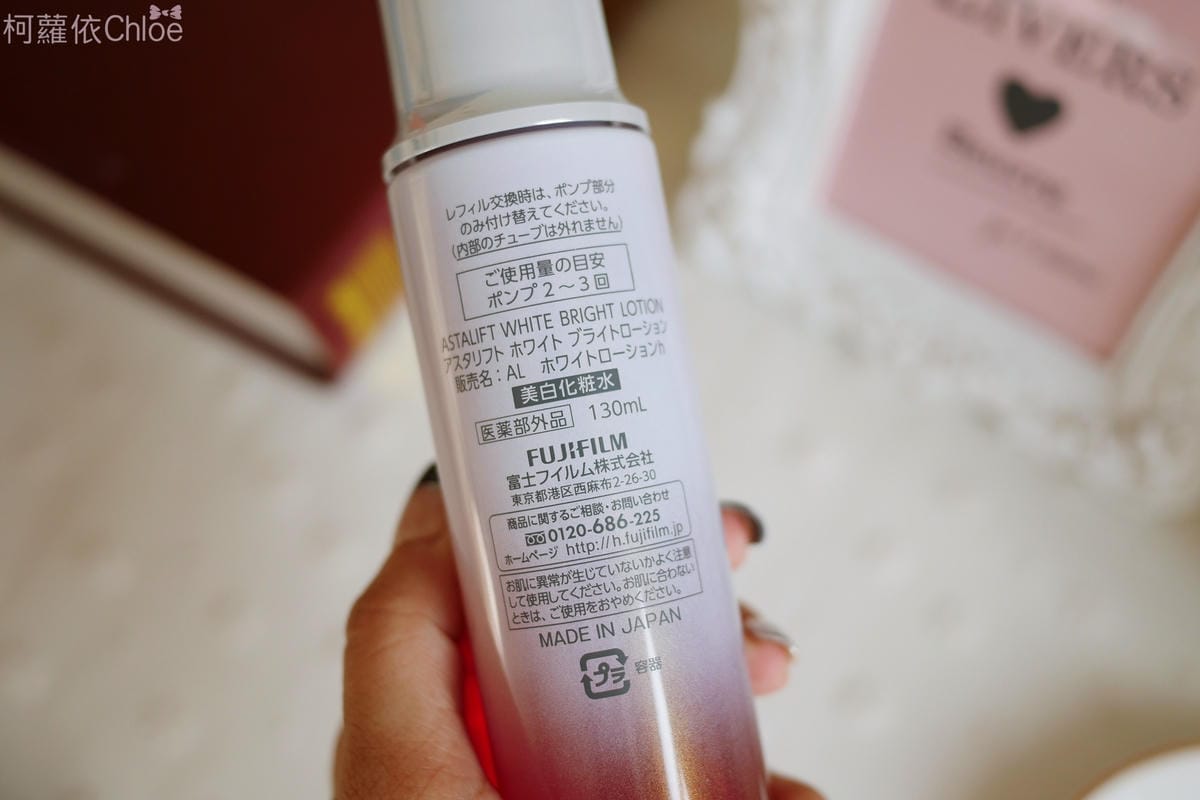 柯蘿依Chloe
LIVERS
レフィル交換時は、ポンプ部分
のみ付け替えてください。
(内部のチューブは外れません)
ご使用量の目安
ポンプ2〜3回
ASTALIFT WHITE BRIGHT LOTION
アスタリフト ホワイト ブライトローション
販売名:AL ホワイトローションh
美白化粧水
医薬部外品 130mL
FUJIFILM
富士フイルム株式会社
東京都港区西麻布2-26-30
商品に関するご相談・お問い合わせ
0120-686-225
ホームページ http://h.fujifilm.jp
お肌に異常が生じていないかよく注意
して使用してください。お肌に合わない
ときは、ご使用をおやめください。
MADE IN JAPAN
プラ 容器